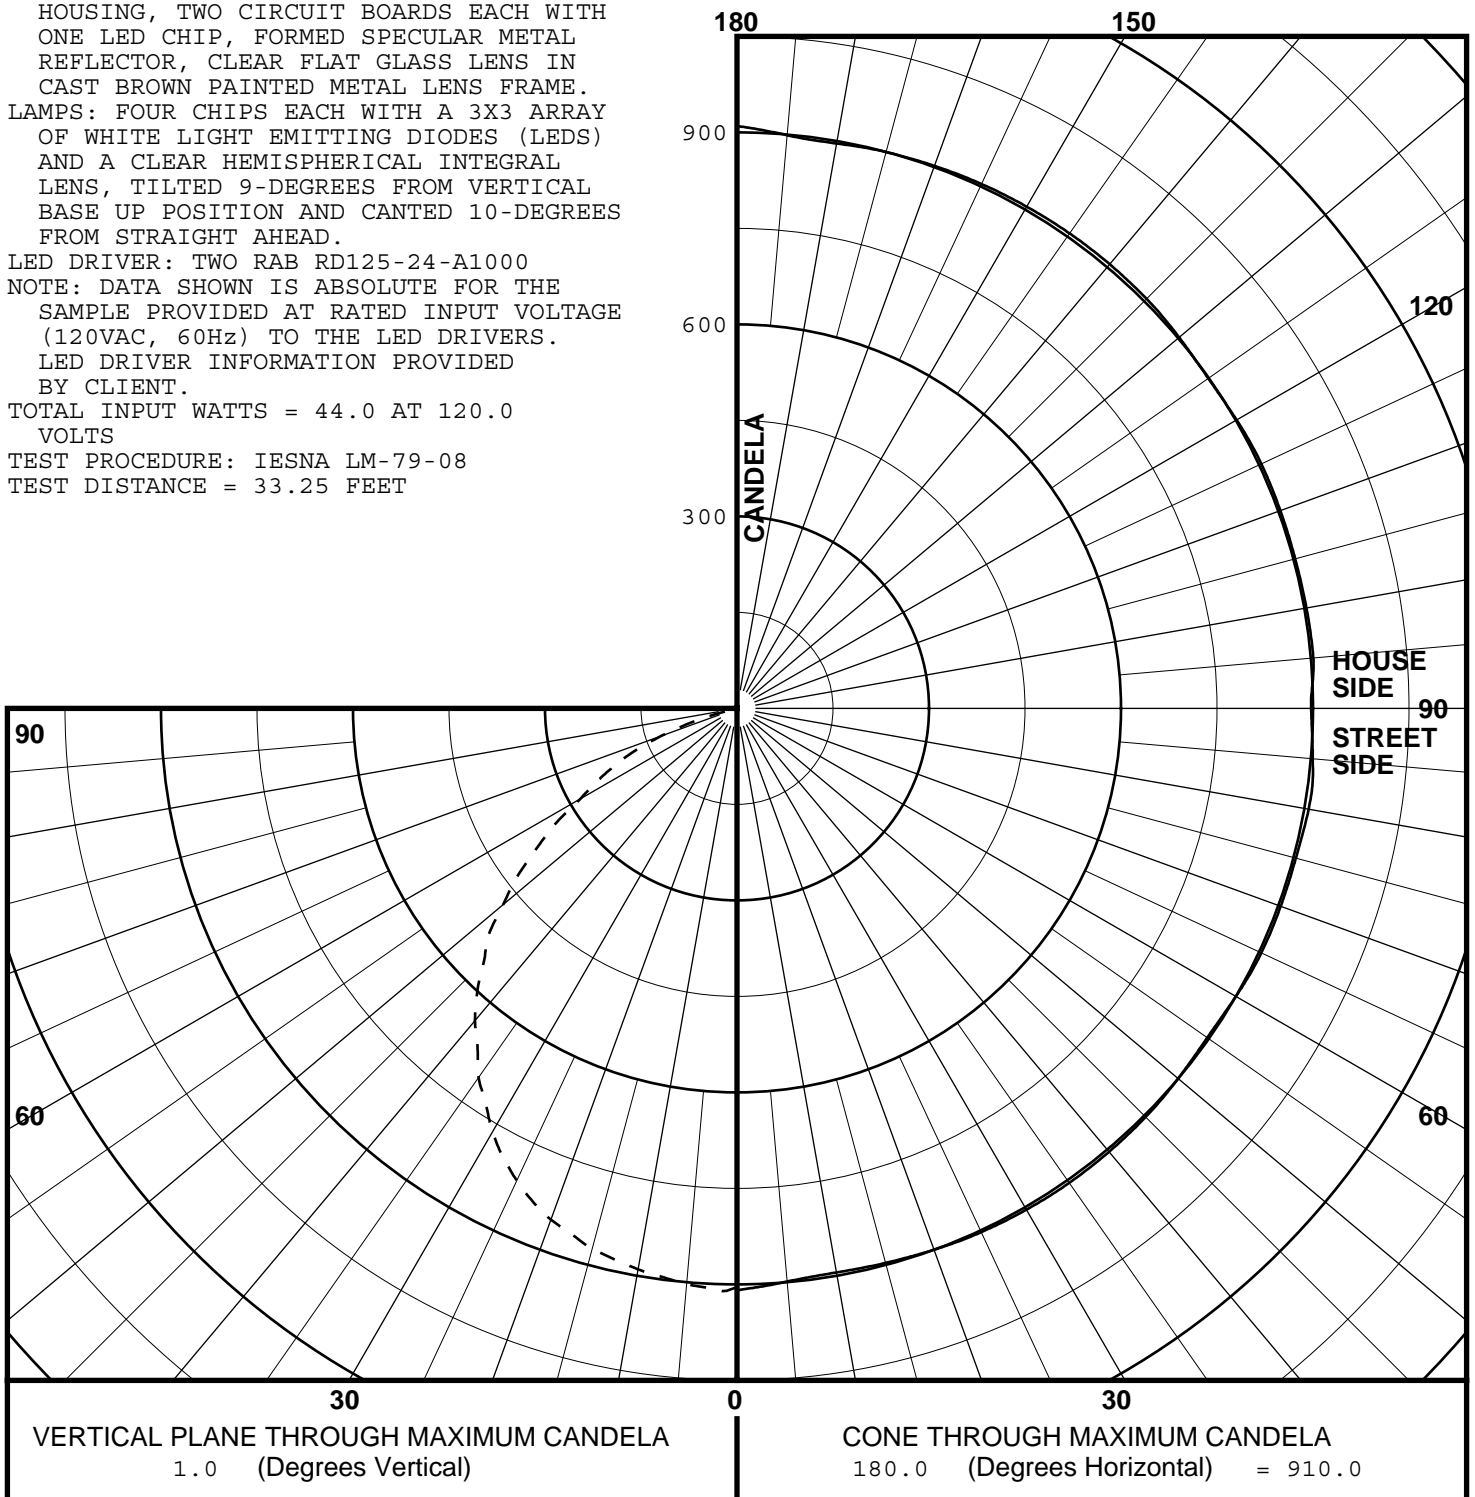 HOUSING, TWO CIRCUIT BOARDS EACH WITH
ONE LED CHIP, FORMED SPECULAR METAL
REFLECTOR, CLEAR FLAT GLASS LENS IN
CAST BROWN PAINTED METAL LENS FRAME.
LAMPS: FOUR CHIPS EACH WITH A 3X3 ARRAY
OF WHITE LIGHT EMITTING DIODES (LEDS)
AND A CLEAR HEMISPHERICAL INTEGRAL
LENS, TILTED 9-DEGREES FROM VERTICAL
BASE UP POSITION AND CANTED 10-DEGREES
FROM STRAIGHT AHEAD.
LED DRIVER: TWO RAB RD125-24-A1000
NOTE: DATA SHOWN IS ABSOLUTE FOR THE
SAMPLE PROVIDED AT RATED INPUT VOLTAGE
(120VAC, 60Hz) TO THE LED DRIVERS.
LED DRIVER INFORMATION PROVIDED
BY CLIENT.
TOTAL INPUT WATTS = 44.0 AT 120.0
VOLTS
TEST PROCEDURE: IESNA LM-79-08
TEST DISTANCE = 33.25 FEET
180
150
900
120
600
CANDELA
300
HOUSE
SIDE
90
STREET
SIDE
90
60
60
30
0
30
VERTICAL PLANE THROUGH MAXIMUM CANDELA
1.0 (Degrees Vertical)
CONE THROUGH MAXIMUM CANDELA
180.0 (Degrees Horizontal) = 910.0